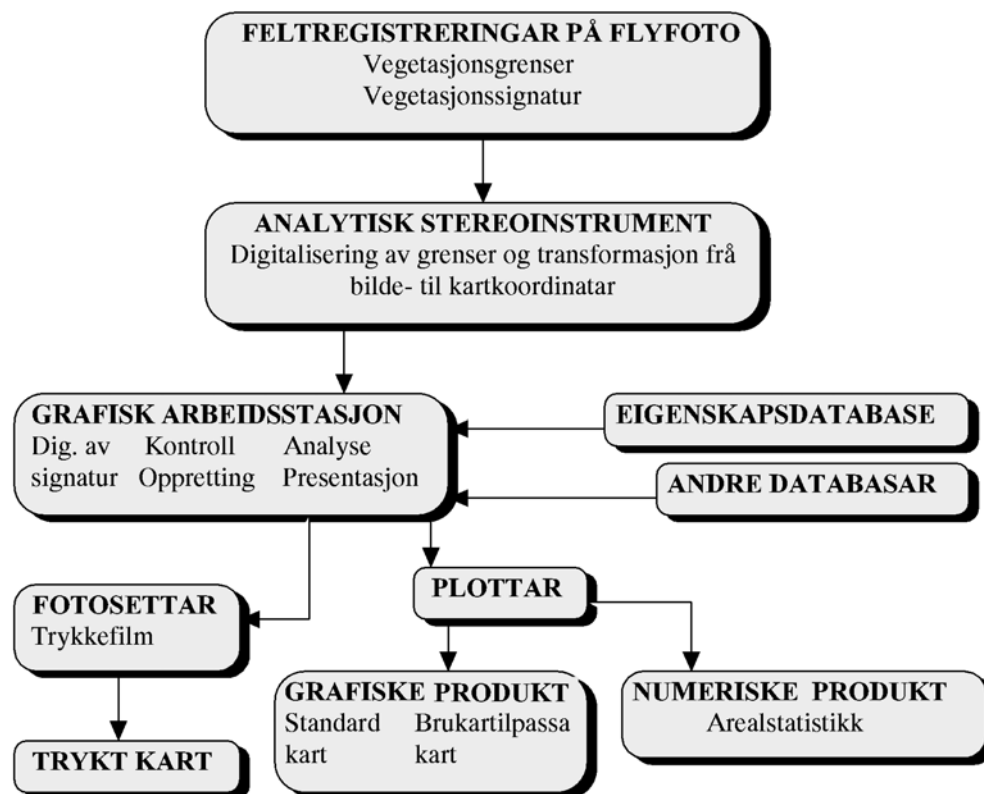 FELTREGISTRERINGAR PÅ FLYFOTO
Vegetasjonsgrenser
Vegetasjonssignatur
ANALYTISK STEREOINSTRUMENT
Digitalisering av grenser og transformasjon frå
bilde- til kartkoordinatar
GRAFISK ARBEIDSSTASJON
Dig. av Kontroll Analyse
signatur Oppretting Presentasjon
EIGENSKAPSDATABASE
ANDRE DATABASAR
FOTOSETTAR
Trykkefilm
PLOTTAR
TRYKT KART
GRAFISKE PRODUKT
Standard Brukartilpassa
kart kart
NUMERISKE PRODUKT
Arealstatistikk